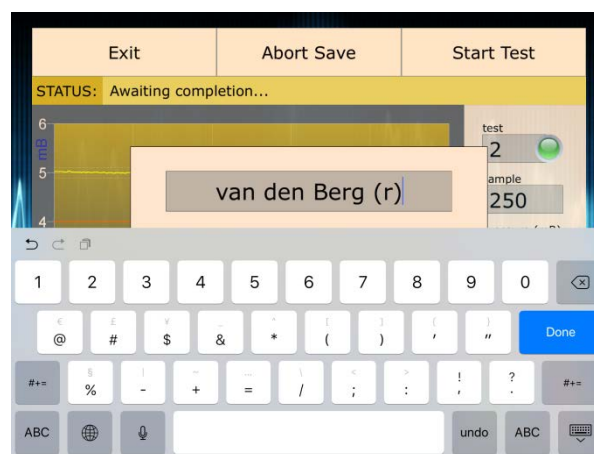 Exit Abort Save Start Test
STATUS: Awaiting completion...
6
mB
test
2
5
sample
250
van den Berg (r)
4
1 2 3 4 5 6 7 8 9 0
€ £ ¥ _ ^ [ ] { }
@ # $ & * ( ) ' "
Done
§ | ~ … \ < > ! ?
#+= % - + = / ; : , . #+=
ABC undo ABC